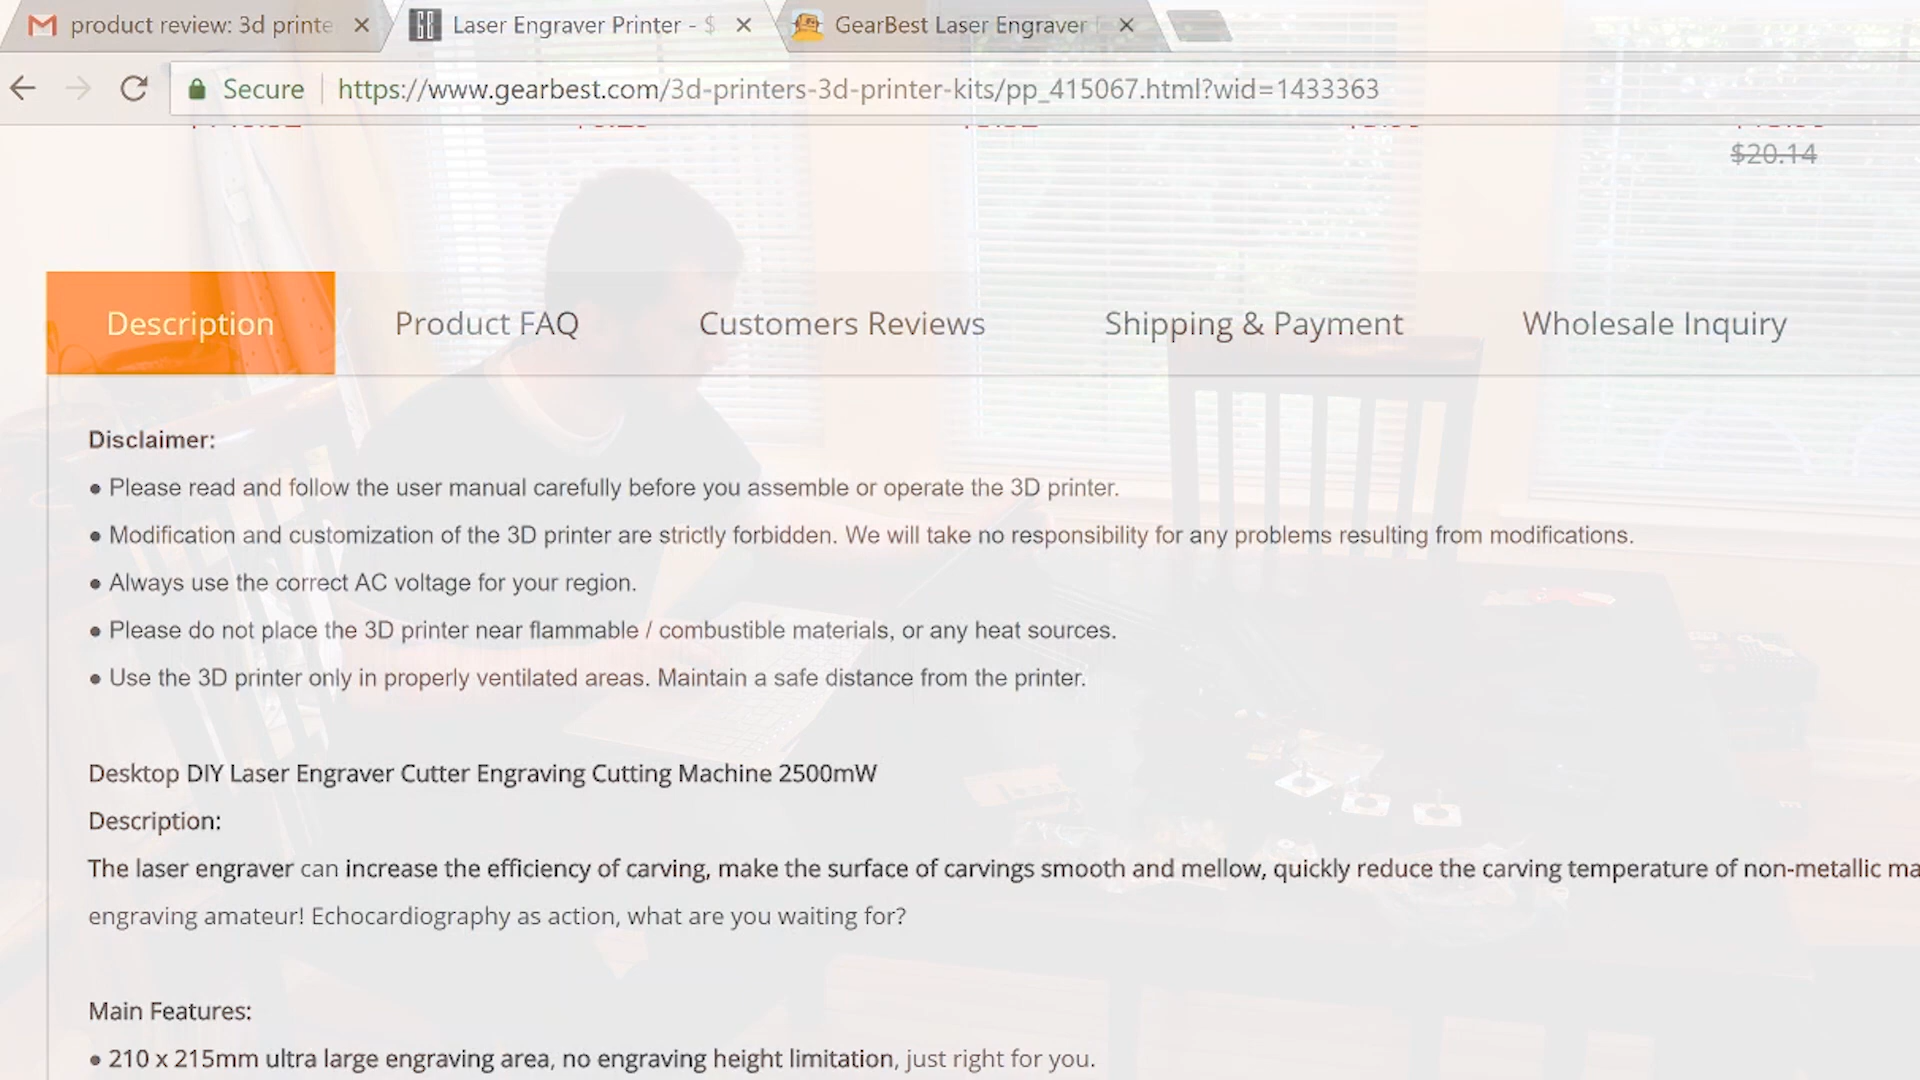 product review: 3d printe
Laser Engraver Printer - $
GearBest Laser Engraver
Secure
https://www.gearbest.com/3d-printers-3d-printer-kits/pp_415067.html?wid=1433363
$20.14
Description
Product FAQ
Customers Reviews
Shipping & Payment
Wholesale Inquiry
Disclaimer:
● Please read and follow the user manual carefully before you assemble or operate the 3D printer.
● Modification and customization of the 3D printer are strictly forbidden. We will take no responsibility for any problems resulting from modifications.
● Always use the correct AC voltage for your region.
● Please do not place the 3D printer near flammable / combustible materials, or any heat sources.
● Use the 3D printer only in properly ventilated areas. Maintain a safe distance from the printer.
Desktop DIY Laser Engraver Cutter Engraving Cutting Machine 2500mW
Description:
The laser engraver can increase the efficiency of carving, make the surface of carvings smooth and mellow, quickly reduce the carving temperature of non-metallic ma
engraving amateur! Echocardiography as action, what are you waiting for?
Main Features:
● 210 x 215mm ultra large engraving area, no engraving height limitation, just right for you.